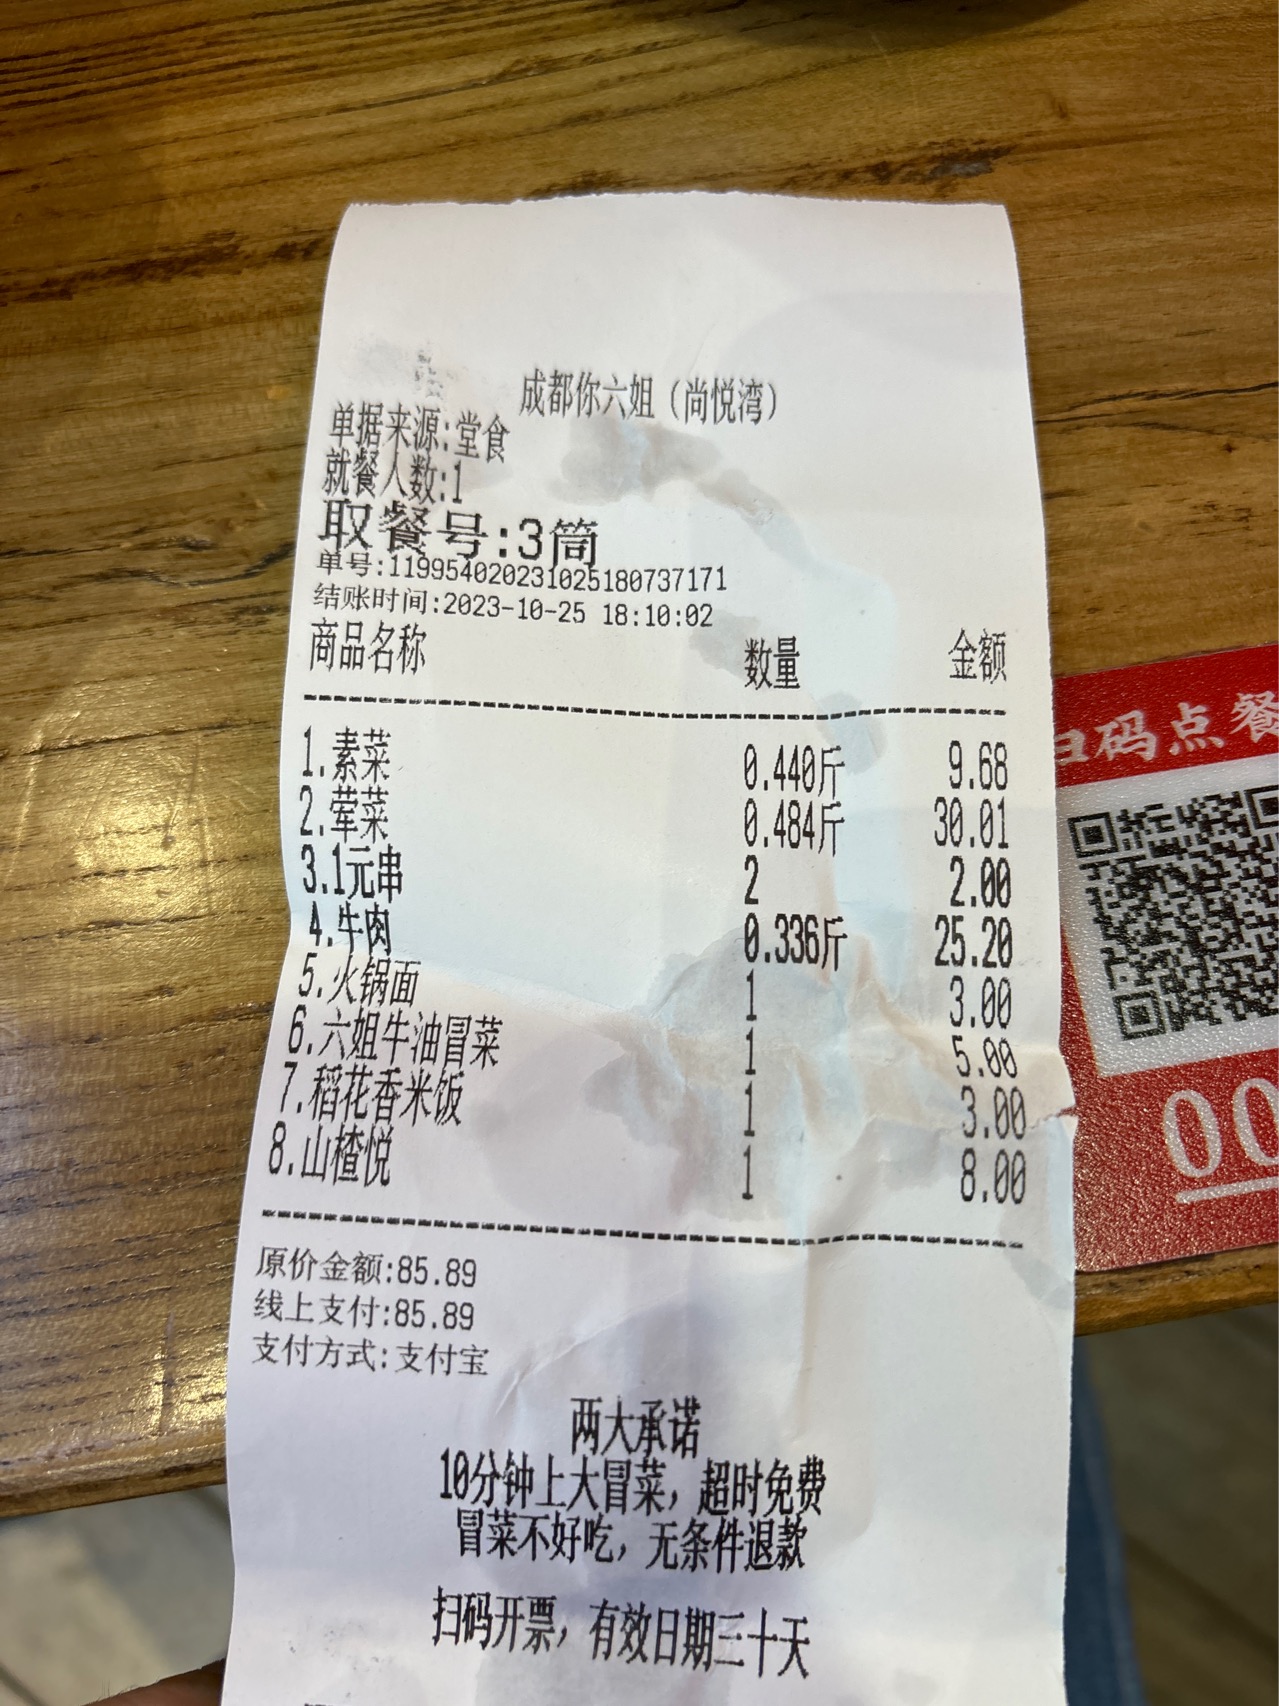 成都你六姐（尚悦湾）
单据来源:堂食
就餐人数:1
取餐号:3筒
单号:119954020231025180737171
结账时间:2023-10-25 18:10:02
商品名称 数量 金额
1.素菜 0.440斤 9.68
2.荤菜 0.484斤 30.01
3.1元串 2 2.00
4.牛肉 0.336斤 25.20
5.火锅面 1 3.00
6.六姐牛油冒菜 1 5.00
7.稻花香米饭 1 3.00
8.山楂悦 1 8.00
原价金额:85.89
线上支付:85.89
支付方式:支付宝
两大承诺
10分钟上大冒菜，超时免费
冒菜不好吃，无条件退款
扫码开票，有效日期三十天
扫码点餐
00